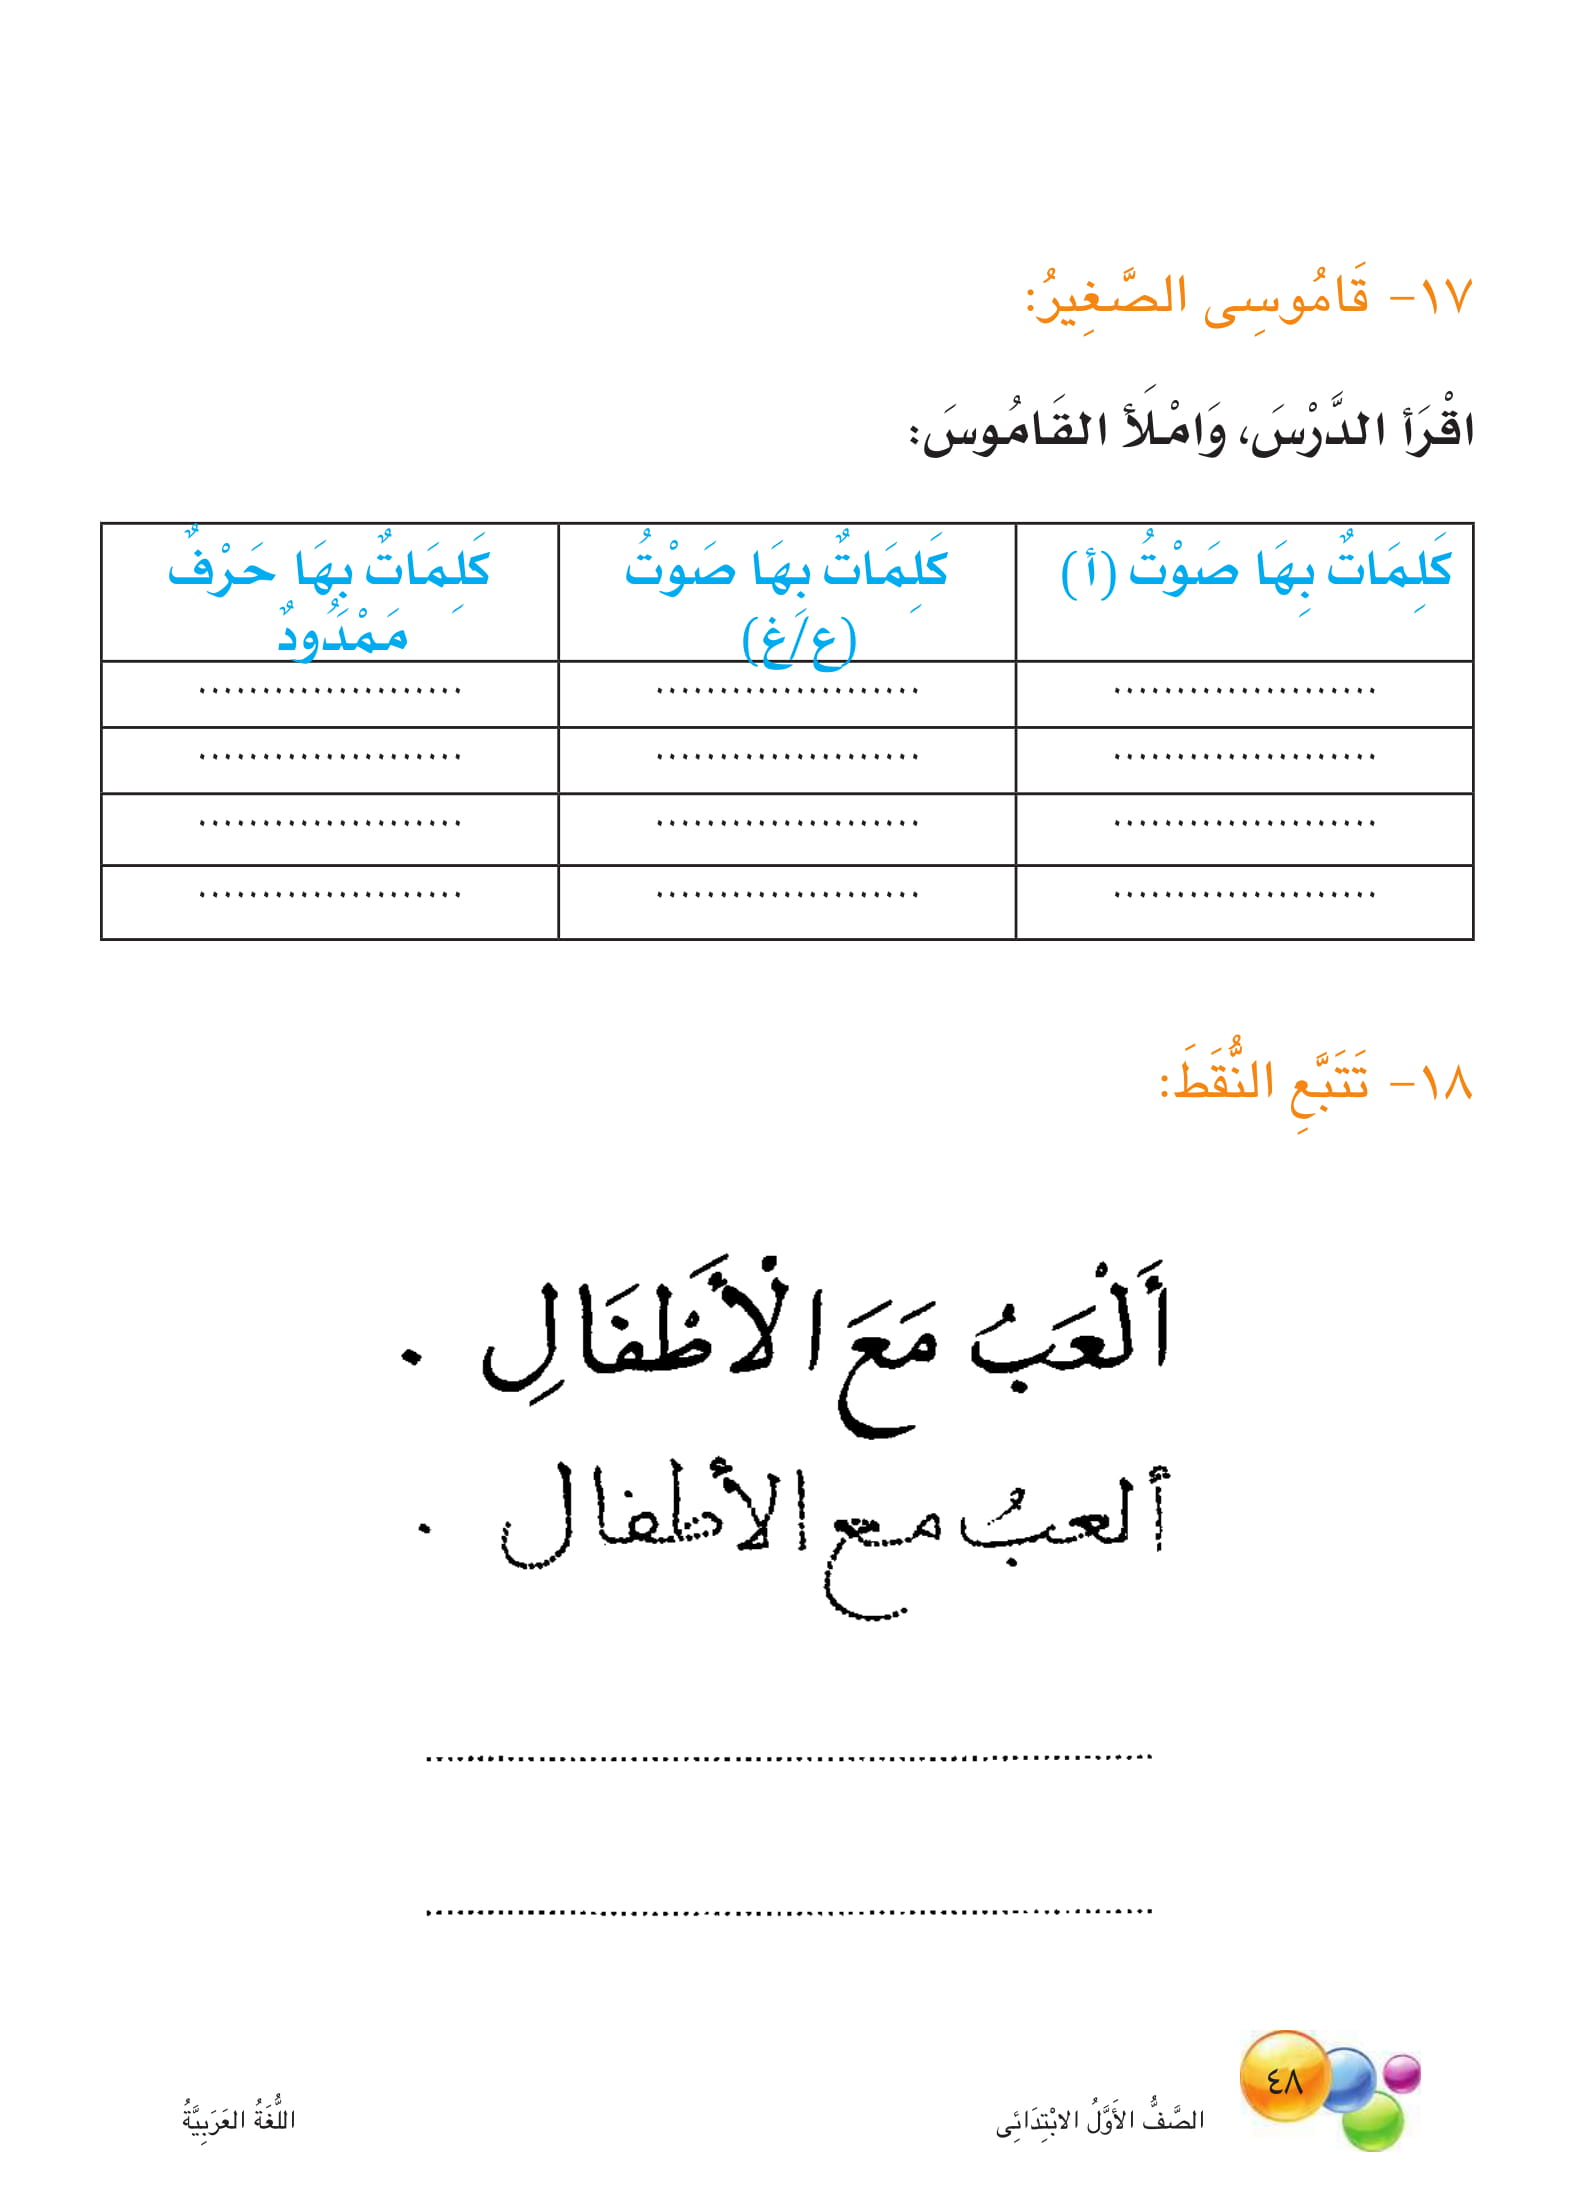 ١٧- قَامُوسِى الصَّغِيرُ:
اقْرَأ الدَّرْسَ، وَامْلَأ القَامُوسَ:
كَلِمَاتٌ بِهَا صَوْتُ (أ)
كَلِمَاتٌ بِهَا صَوْتُ
(ع/غَ)
كَلِمَاتٌ بِهَا حَرْفٌ
مَمْدُودٌ
.....................
.....................
.....................
.....................
.....................
.....................
.....................
.....................
.....................
.....................
.....................
.....................
١٨- تَتَبَّعِ النُّقَطَ:
أَلْعَبُ مَعَ الْأَطْفَالِ .
ألعبُ مع الأطفال .
٤٨
الصَّفُّ الأَوَّلُ الابْتِدَائِى
اللُّغَةُ العَرَبِيَّةُ